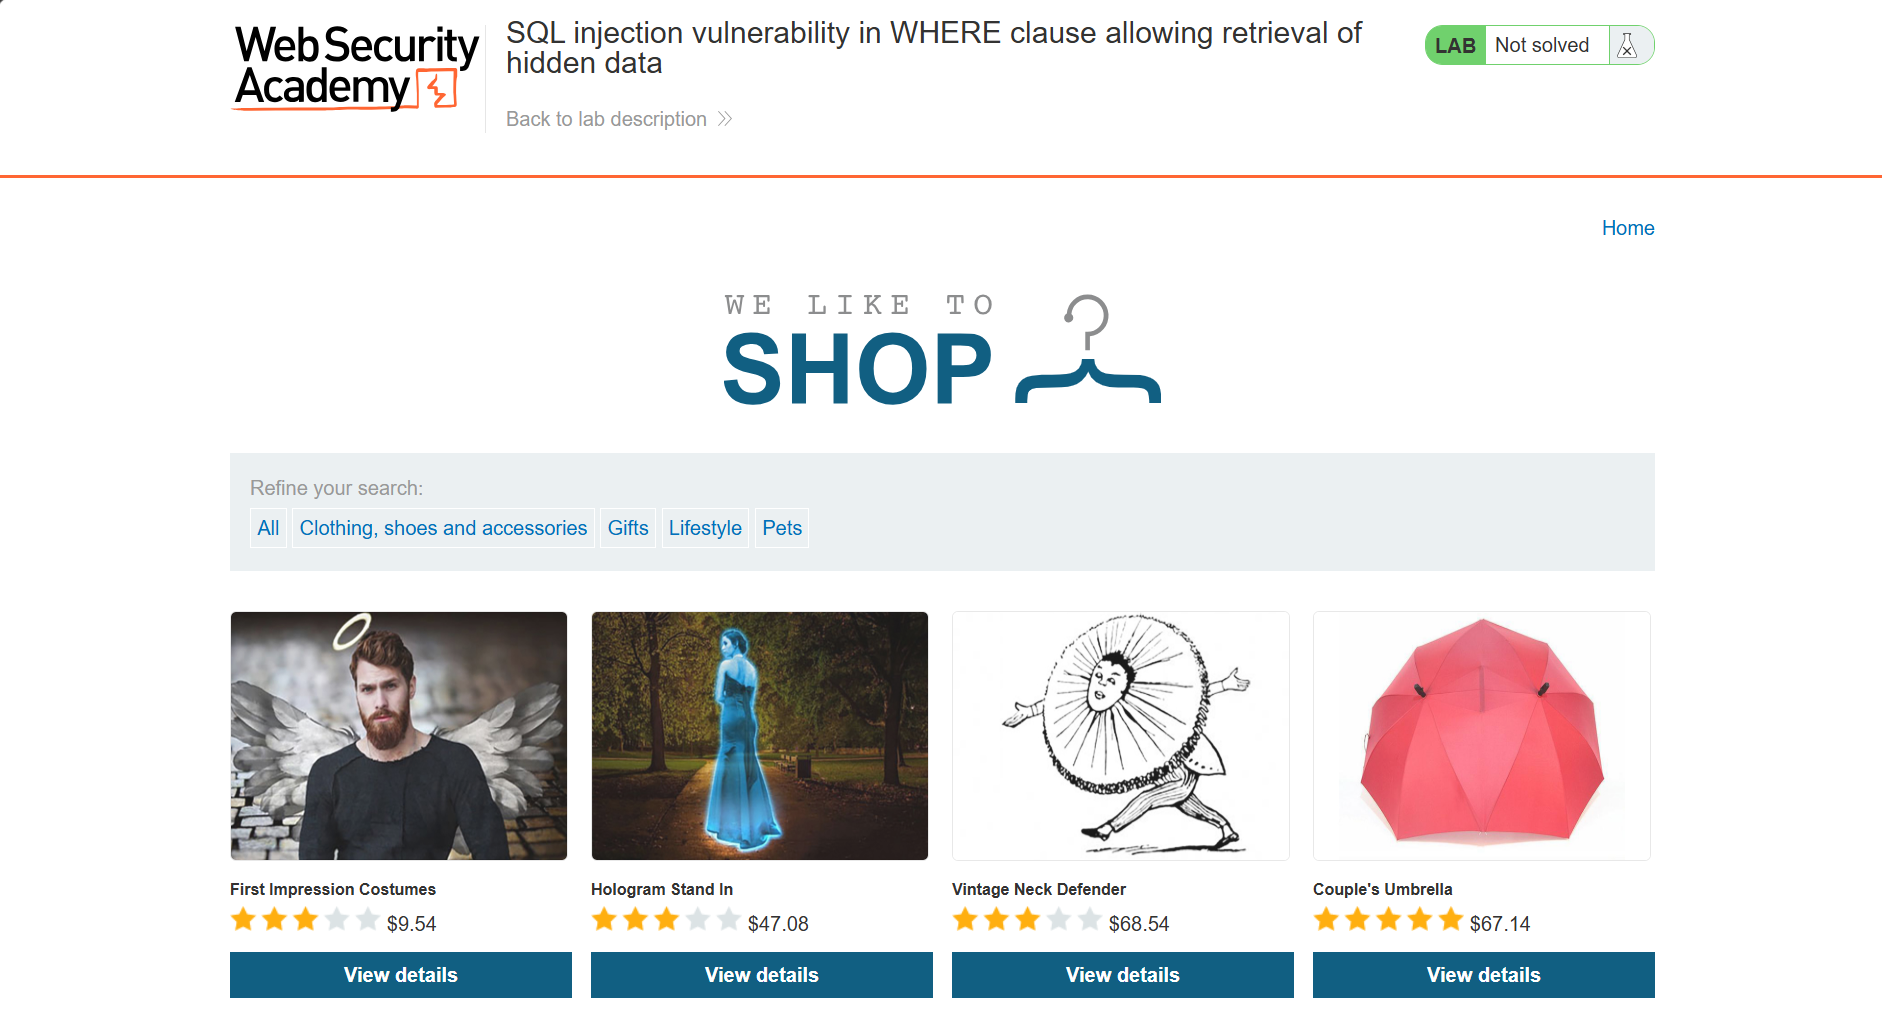 Web Security
Academy
SQL injection vulnerability in WHERE clause allowing retrieval of
hidden data
Back to lab description
LAB Not solved
Home
WE LIKE TO
SHOP
Refine your search:
All Clothing, shoes and accessories Gifts Lifestyle Pets
First Impression Costumes
$9.54
View details
Hologram Stand In
$47.08
View details
Vintage Neck Defender
$68.54
View details
Couple's Umbrella
$67.14
View details